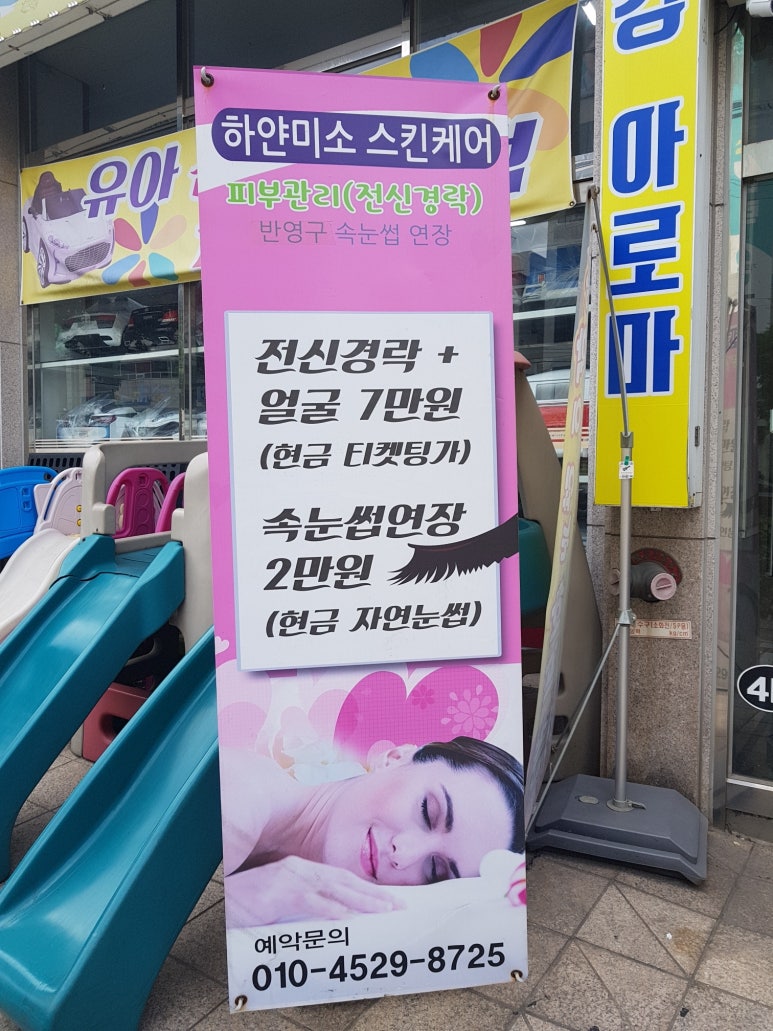 하얀미소 스킨케어
피부관리(전신경락)
반영구 속눈썹 연장
전신경락 +
얼굴 7만원
(현금 티켓팅가)
속눈썹연장
2만원
(현금 자연눈썹)
예약문의
010-4529-8725
유아
아로마